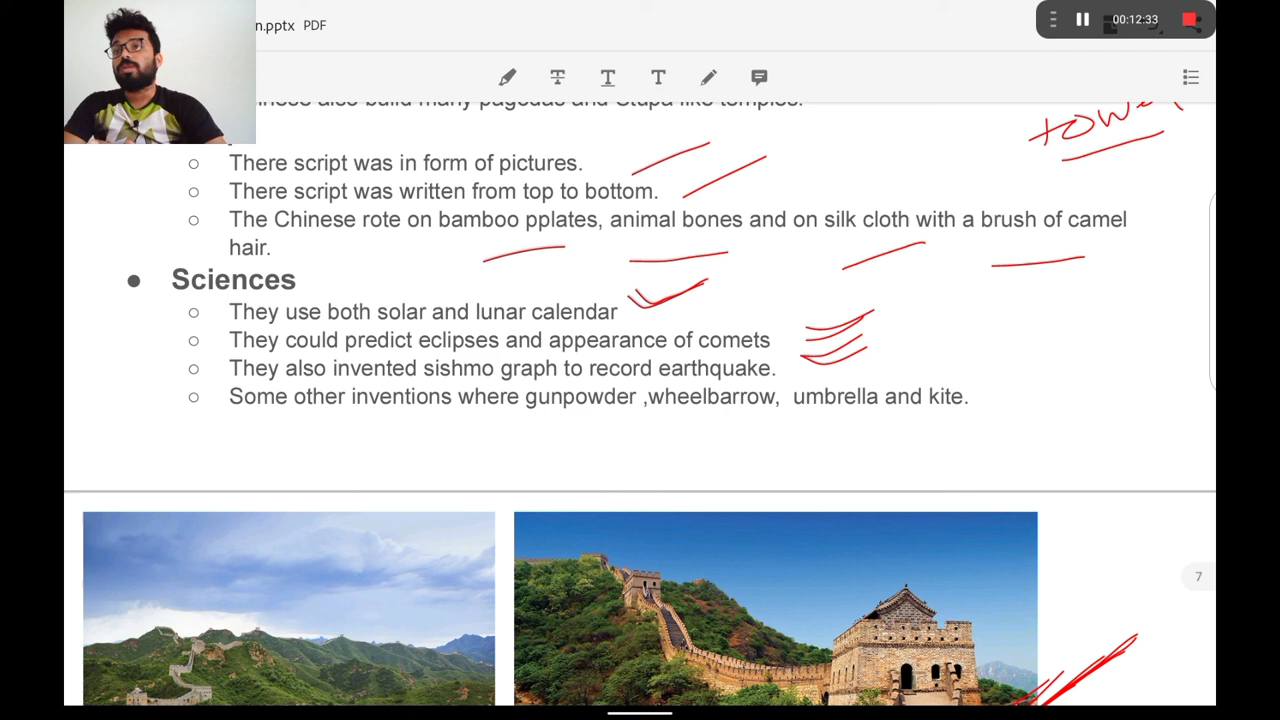 n.pptx PDF
00:12:33
also build many pagodas and Stupa like temples.
There script was in form of pictures.
There script was written from top to bottom.
The Chinese rote on bamboo pplates, animal bones and on silk cloth with a brush of camel
hair.
Sciences
They use both solar and lunar calendar
They could predict eclipses and appearance of comets
They also invented sishmo graph to record earthquake.
Some other inventions where gunpowder ,wheelbarrow,  umbrella and kite.
7